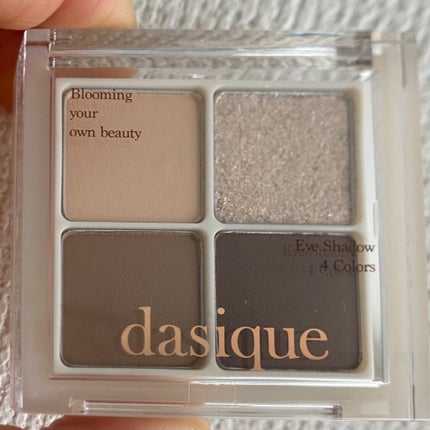 Blooming
your
own beauty
Eye Shadow
4 Colors
dasique